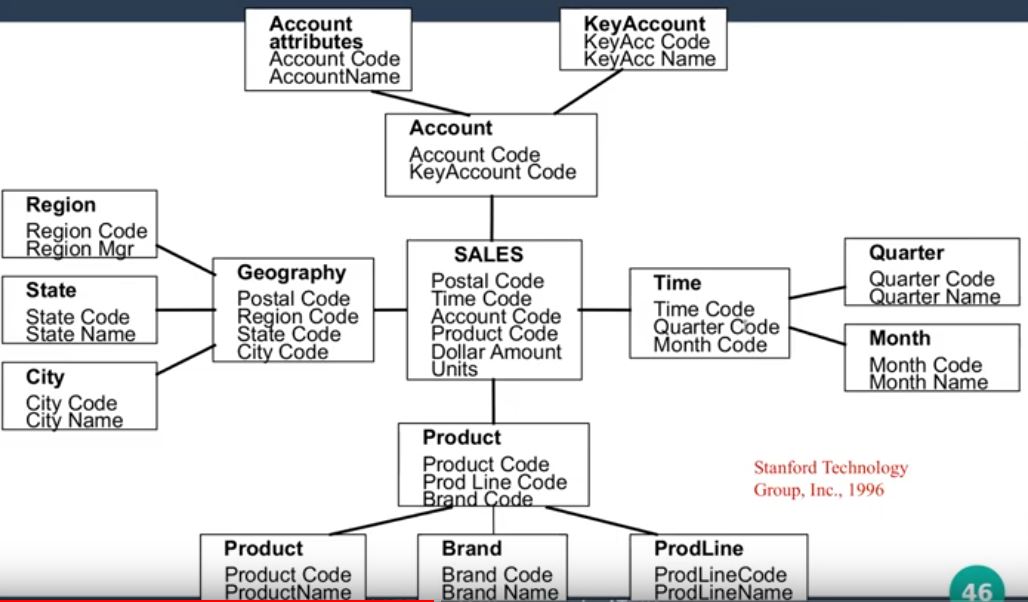 Account
attributes
Account Code
AccountName
KeyAccount
KeyAcc Code
KeyAcc Name
Account
Account Code
KeyAccount Code
Region
Region Code
Region Mgr
State
State Code
State Name
City
City Code
City Name
Geography
Postal Code
Region Code
State Code
City Code
SALES
Postal Code
Time Code
Account Code
Product Code
Dollar Amount
Units
Time
Time Code
Quarter Code
Month Code
Quarter
Quarter Code
Quarter Name
Month
Month Code
Month Name
Product
Product Code
Prod Line Code
Brand Code
Stanford Technology
Group, Inc., 1996
Product
Product Code
ProductName
Brand
Brand Code
Brand Name
ProdLine
ProdLineCode
ProdLineName
46